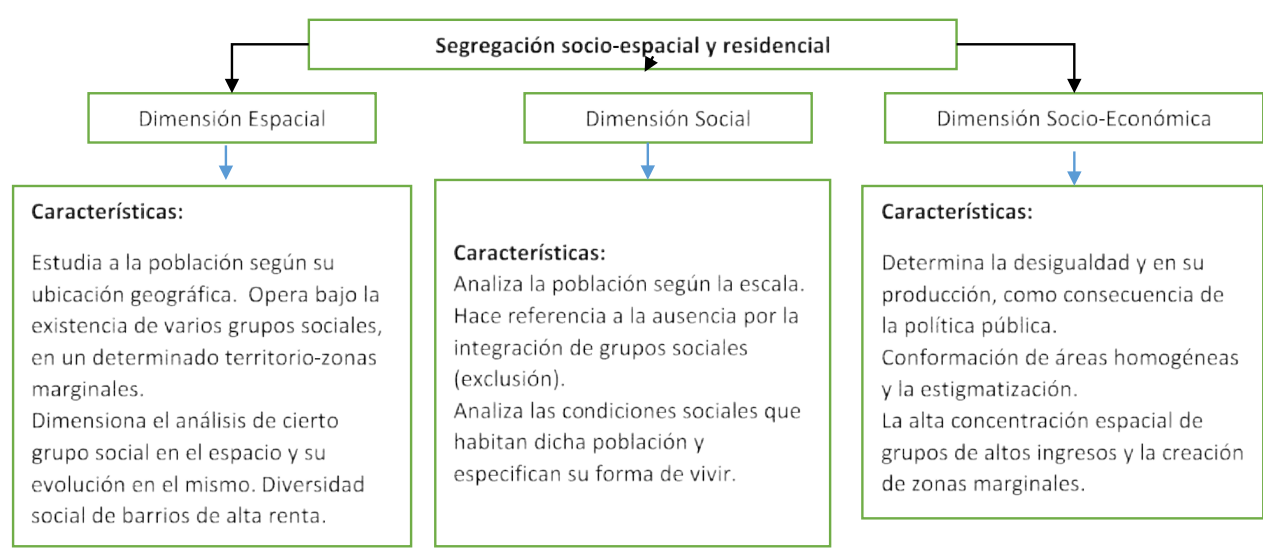 Segregación socio-espacial y residencial
Dimensión Espacial
Dimensión Social
Dimensión Socio-Económica
Características:
Estudia a la población según su
ubicación geográfica. Opera bajo la
existencia de varios grupos sociales,
en un determinado territorio-zonas
marginales.
Dimensiona el análisis de cierto
grupo social en el espacio y su
evolución en el mismo. Diversidad
social de barrios de alta renta.
Características:
Analiza la población según la escala.
Hace referencia a la ausencia por la
integración de grupos sociales
(exclusión).
Analiza las condiciones sociales que
habitan dicha población y
especifican su forma de vivir.
Características:
Determina la desigualdad y en su
producción, como consecuencia de
la política pública.
Conformación de áreas homogéneas
y la estigmatización.
La alta concentración espacial de
grupos de altos ingresos y la creación
de zonas marginales.